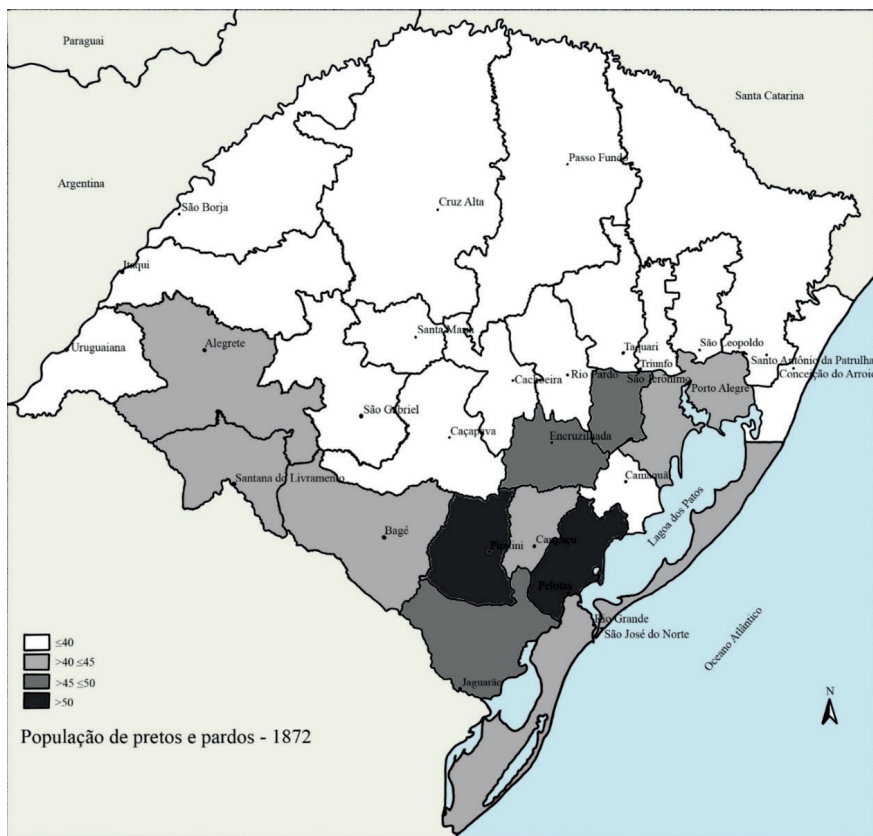 Paraguai
Santa Catarina
Argentina
Passo Fundo
São Borja
Cruz Alta
Itaqui
Uruguaiana
Alegrete
Santa Maria
Taquari
São Leopoldo
Triunfo
Santo Antônio da Patrulha
Conceição do Arroio
Cachoeira
Rio Pardo
São Jerônimo
Porto Alegre
São Gabriel
Caçapava
Encruzilhada
Santana do Livramento
Camaquã
Lagoa dos Patos
Bagé
Piratini
Canguçu
Pelotas
Rio Grande
São José do Norte
Oceano Atlântico
Jaguarão
≤40
>40 ≤45
>45 ≤50
>50
N
População de pretos e pardos - 1872